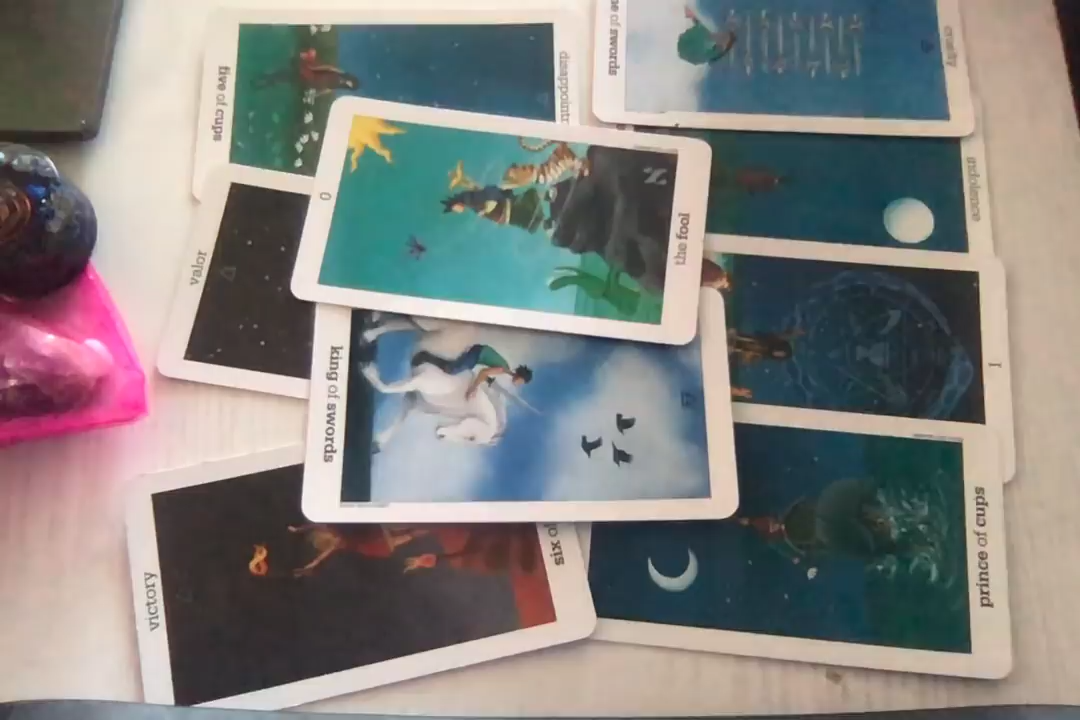 five of cups
of swords
cruelty
0
the fool
indolence
valor
king of swords
I
victory
six of
prince of cups